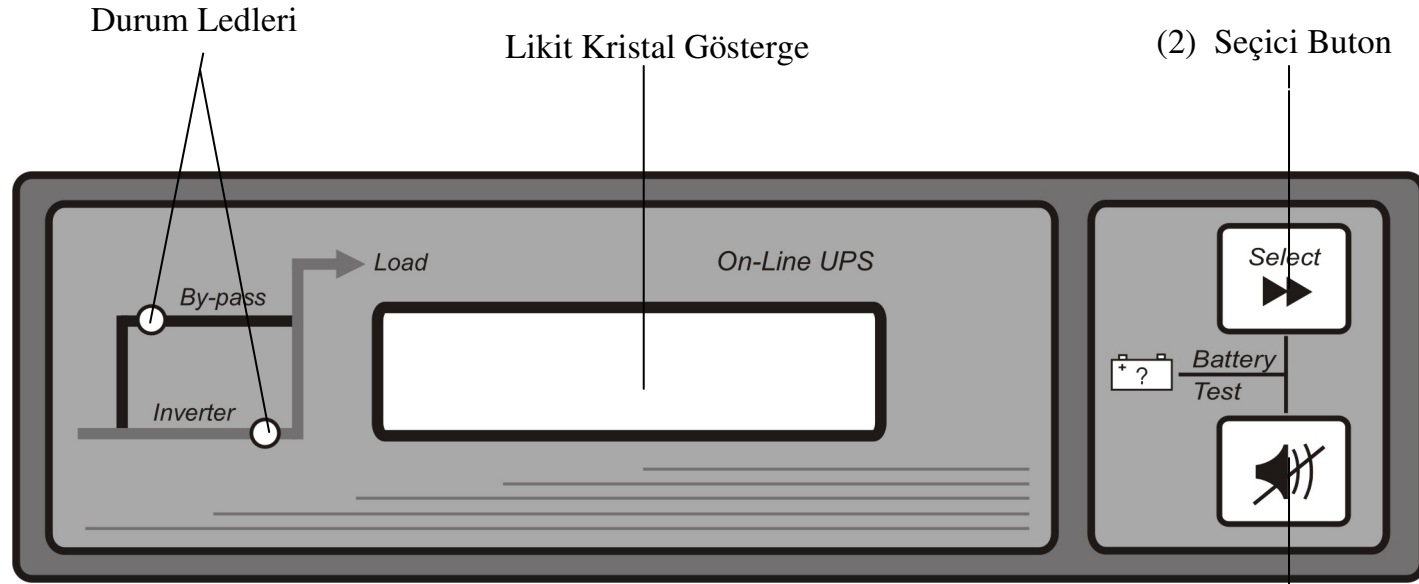 Durum Ledleri
Likit Kristal Gösterge
(2) Seçici Buton
Load
On-Line UPS
By-pass
Inverter
Select
Battery
Test
+ ?